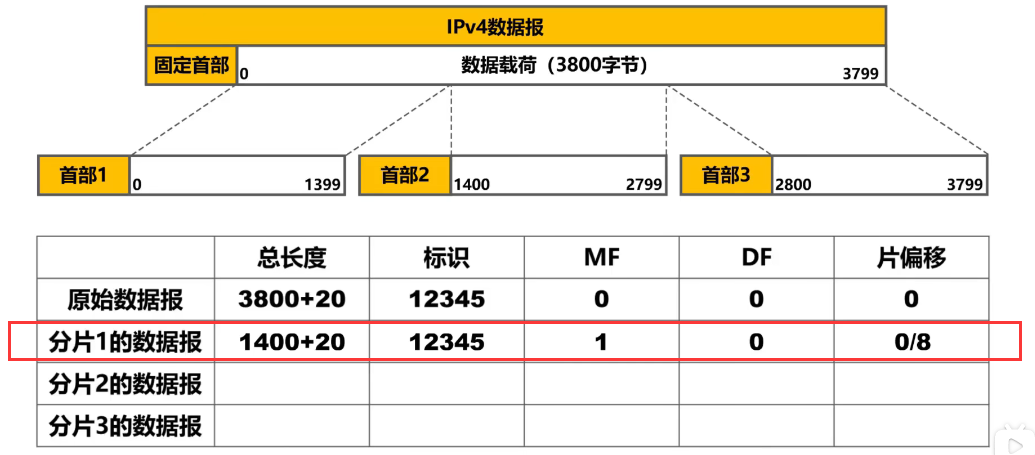 IPv4数据报
固定首部 0 数据载荷（3800字节） 3799
首部1 0 1399 首部2 1400 2799 首部3 2800 3799
总长度 标识 MF DF 片偏移
原始数据报 3800+20 12345 0 0 0
分片1的数据报 1400+20 12345 1 0 0/8
分片2的数据报
分片3的数据报